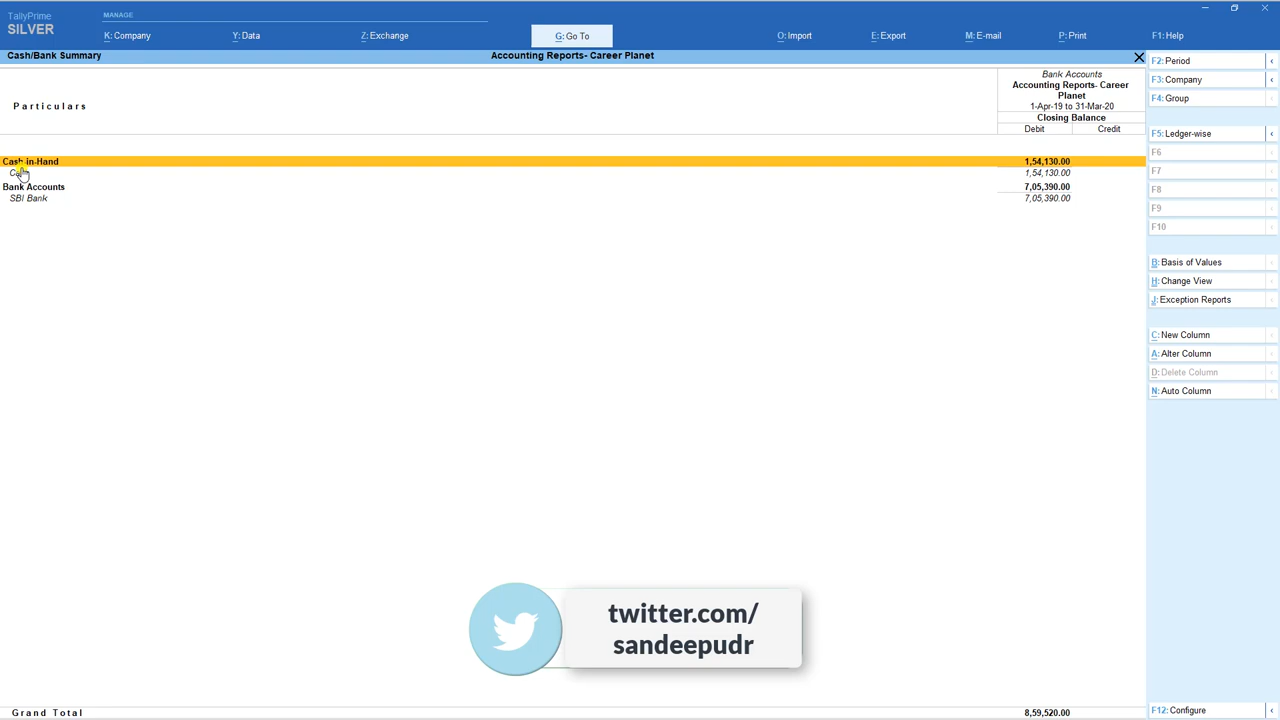 TallyPrime
SILVER
MANAGE
K: Company
Y: Data
Z: Exchange
G: Go To
O: Import
E: Export
M: E-mail
P: Print
F1: Help
Cash/Bank Summary
Accounting Reports- Career Planet
Particulars
Bank Accounts
Accounting Reports- Career
Planet
1-Apr-19 to 31-Mar-20
Closing Balance
Debit Credit
Cash-in-Hand 1,54,130.00
1,54,130.00
Bank Accounts 7,05,390.00
SBI Bank 7,05,390.00
Grand Total 8,59,520.00
F2: Period
F3: Company
F4: Group
F5: Ledger-wise
F6
F7
F8
F9
F10
B: Basis of Values
H: Change View
J: Exception Reports
C: New Column
A: Alter Column
D: Delete Column
N: Auto Column
F12: Configure
twitter.com/
sandeepudr